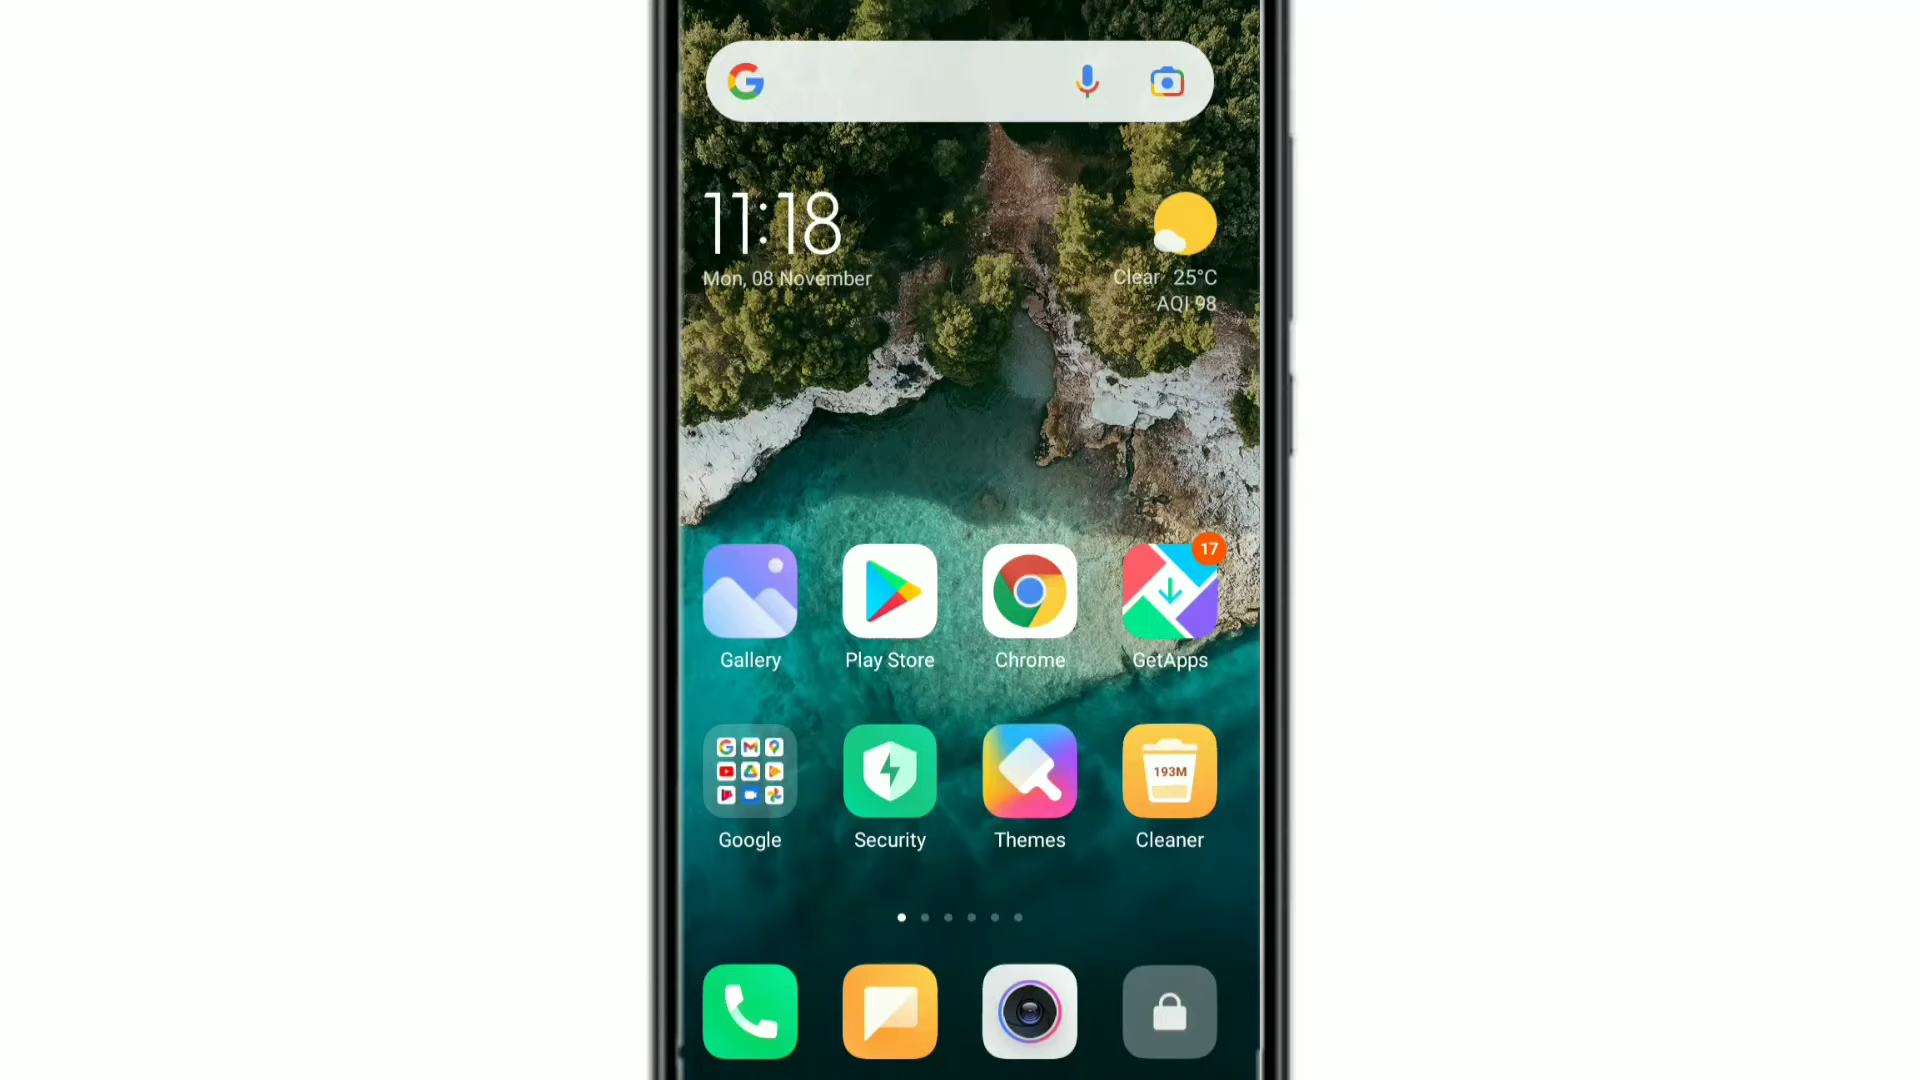 11:18
Mon, 08 November
Clear 25°C
AQI 98
17
Gallery
Play Store
Chrome
GetApps
193M
Google
Security
Themes
Cleaner